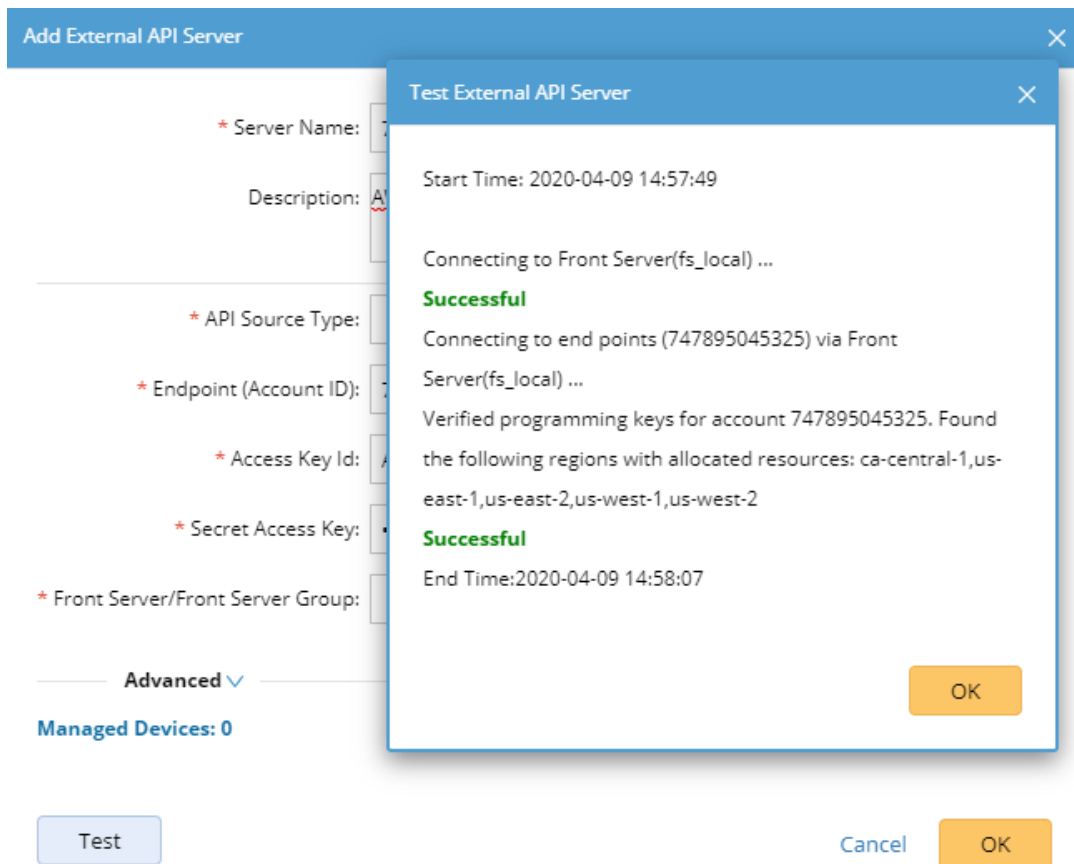 Add External API Server
Test External API Server
* Server Name:
Description:
* API Source Type:
* Endpoint (Account ID):
* Access Key Id:
* Secret Access Key:
* Front Server/Front Server Group:
Advanced
Managed Devices: 0
Start Time: 2020-04-09 14:57:49
Connecting to Front Server(fs_local) ...
Successful
Connecting to end points (747895045325) via Front
Server(fs_local) ...
Verified programming keys for account 747895045325. Found
the following regions with allocated resources: ca-central-1,us-
east-1,us-east-2,us-west-1,us-west-2
Successful
End Time:2020-04-09 14:58:07
OK
Test
Cancel
OK